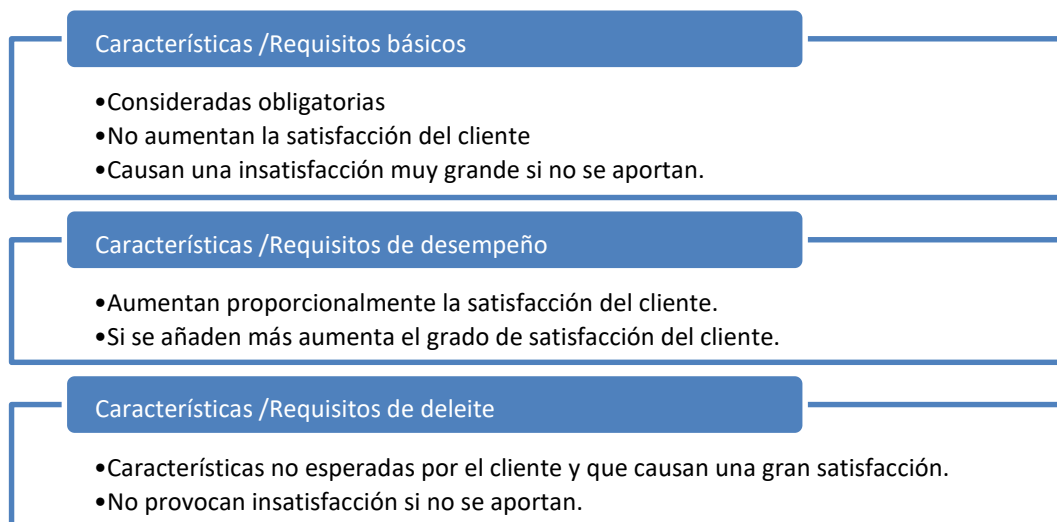 Características /Requisitos básicos
•Consideradas obligatorias
•No aumentan la satisfacción del cliente
•Causan una insatisfacción muy grande si no se aportan.
Características /Requisitos de desempeño
•Aumentan proporcionalmente la satisfacción del cliente.
•Si se añaden más aumenta el grado de satisfacción del cliente.
Características /Requisitos de deleite
•Características no esperadas por el cliente y que causan una gran satisfacción.
•No provocan insatisfacción si no se aportan.